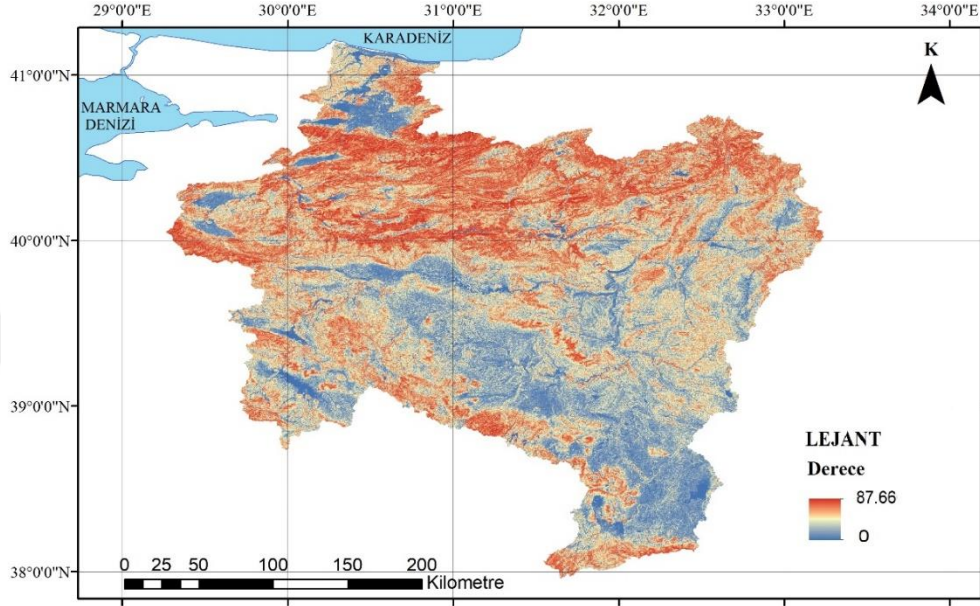 29°0'0"E 30°0'0"E 31°0'0"E 32°0'0"E 33°0'0"E 34°0'0"E
KARADENİZ
K
41°0'0"N
MARMARA
DENİZİ
40°0'0"N
39°0'0"N
LEJANT
Derece
87.66
0
0 25 50 100 150 200
Kilometre
38°0'0"N